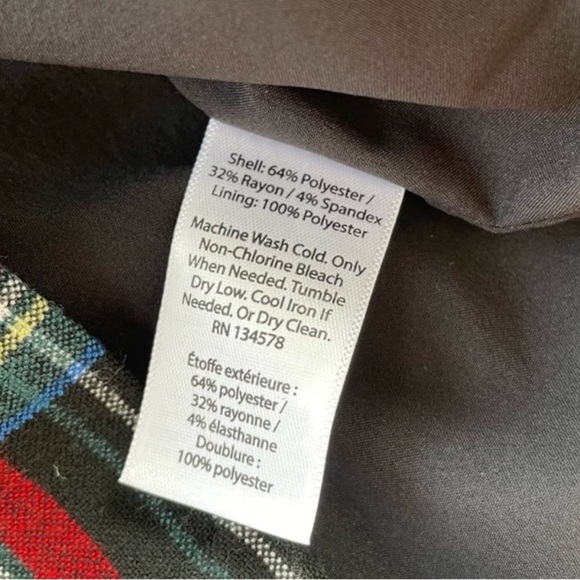 Shell: 64% Polyester /
32% Rayon / 4% Spandex
Lining: 100% Polyester
Machine Wash Cold. Only
Non-Chlorine Bleach
When Needed. Tumble
Dry Low. Cool Iron If
Needed. Or Dry Clean.
RN 134578
Étoffe extérieure :
64% polyester /
32% rayonne /
4% élasthanne
Doublure :
100% polyester